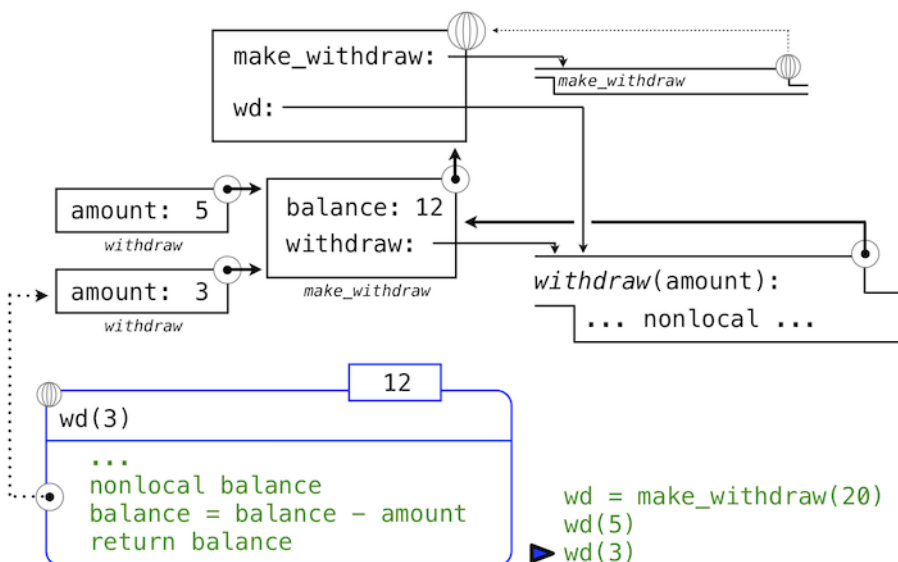 make_withdraw:
make_withdraw
wd:
amount: 5
withdraw
balance: 12
withdraw:
make_withdraw
amount: 3
withdraw
withdraw(amount):
... nonlocal ...
12
wd(3)
...
nonlocal balance
balance = balance − amount
return balance
wd = make_withdraw(20)
wd(5)
wd(3)